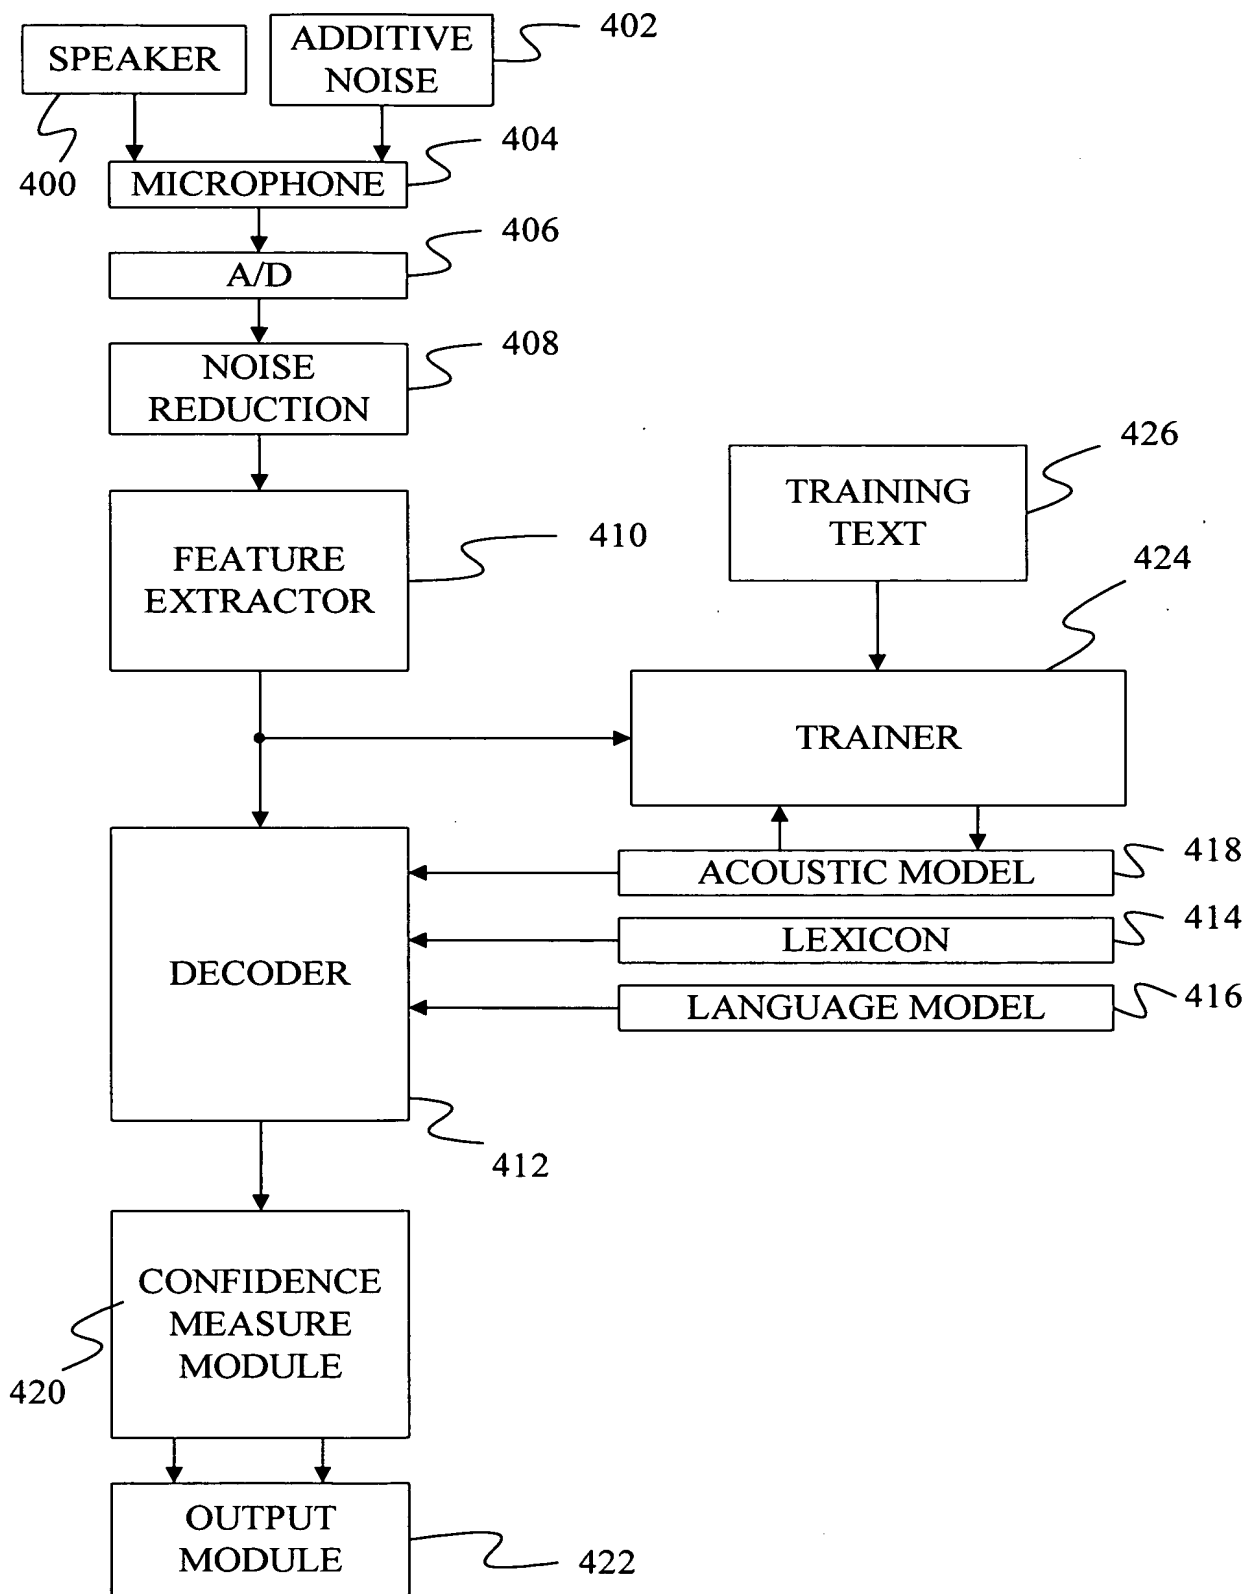 SPEAKER
ADDITIVE
NOISE
402
400
404
MICROPHONE
406
A/D
408
NOISE
REDUCTION
410
FEATURE
EXTRACTOR
426
TRAINING
TEXT
424
TRAINER
418
ACOUSTIC MODEL
414
LEXICON
416
LANGUAGE MODEL
DECODER
412
CONFIDENCE
MEASURE
MODULE
420
OUTPUT
MODULE
422